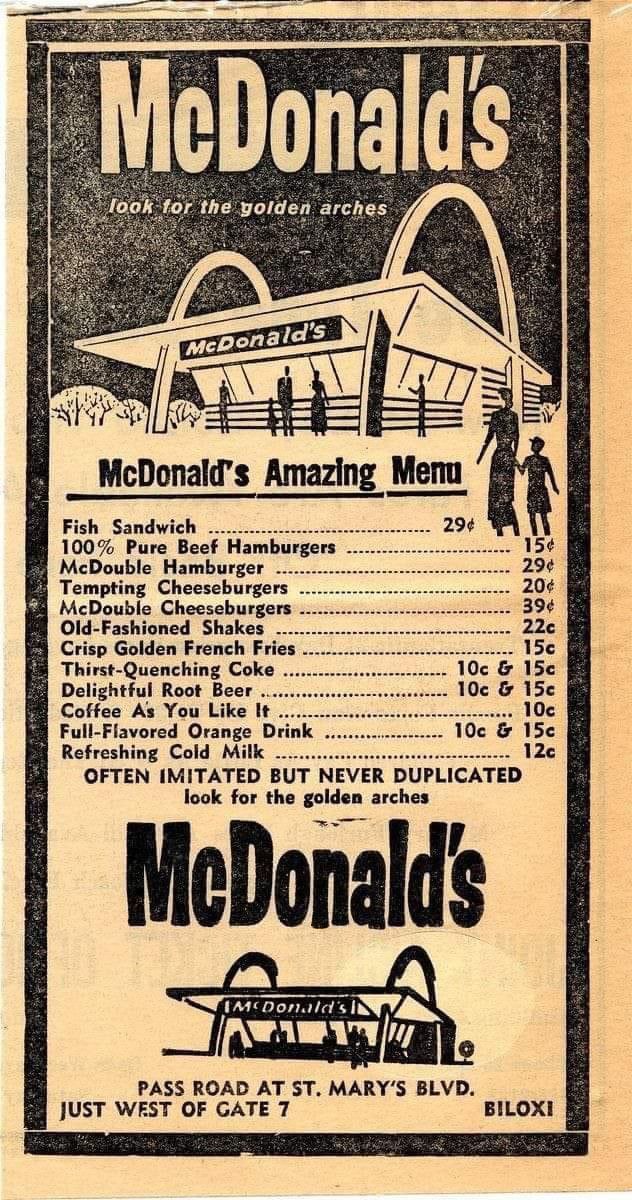 McDonald's
look for the golden arches
McDonald's
McDonald's Amazing Menu
Fish Sandwich ........................................ 29¢
100% Pure Beef Hamburgers ............................. 15¢
McDouble Hamburger ........................................ 29¢
Tempting Cheeseburgers ..................................... 20¢
McDouble Cheeseburgers ..................................... 39¢
Old-Fashioned Shakes ........................................ 22c
Crisp Golden French Fries .................................... 15c
Thirst-Quenching Coke ............................ 10c & 15c
Delightful Root Beer ................................ 10c & 15c
Coffee As You Like It ........................................ 10c
Full-Flavored Orange Drink ................ 10c & 15c
Refreshing Cold Milk ........................................ 12c
OFTEN IMITATED BUT NEVER DUPLICATED
look for the golden arches
McDonald's
McDonald's
PASS ROAD AT ST. MARY'S BLVD.
JUST WEST OF GATE 7 BILOXI